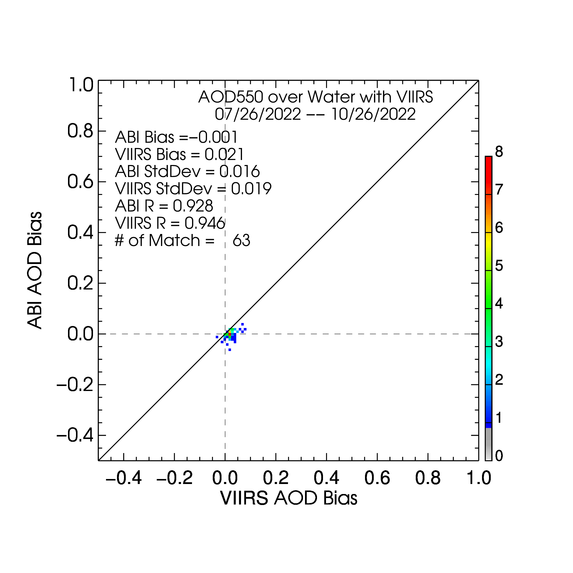 AOD550 over Water with VIIRS
07/26/2022 −− 10/26/2022
ABI Bias =−0.001
VIIRS Bias = 0.021
ABI StdDev = 0.016
VIIRS StdDev = 0.019
ABI R = 0.928
VIIRS R = 0.946
# of Match = 63
1.0
0.8
0.6
0.4
0.2
0.0
−0.2
−0.4
ABI AOD Bias
−0.4 −0.2 0.0 0.2 0.4 0.6 0.8 1.0
VIIRS AOD Bias
8
7
6
5
4
3
2
1
0